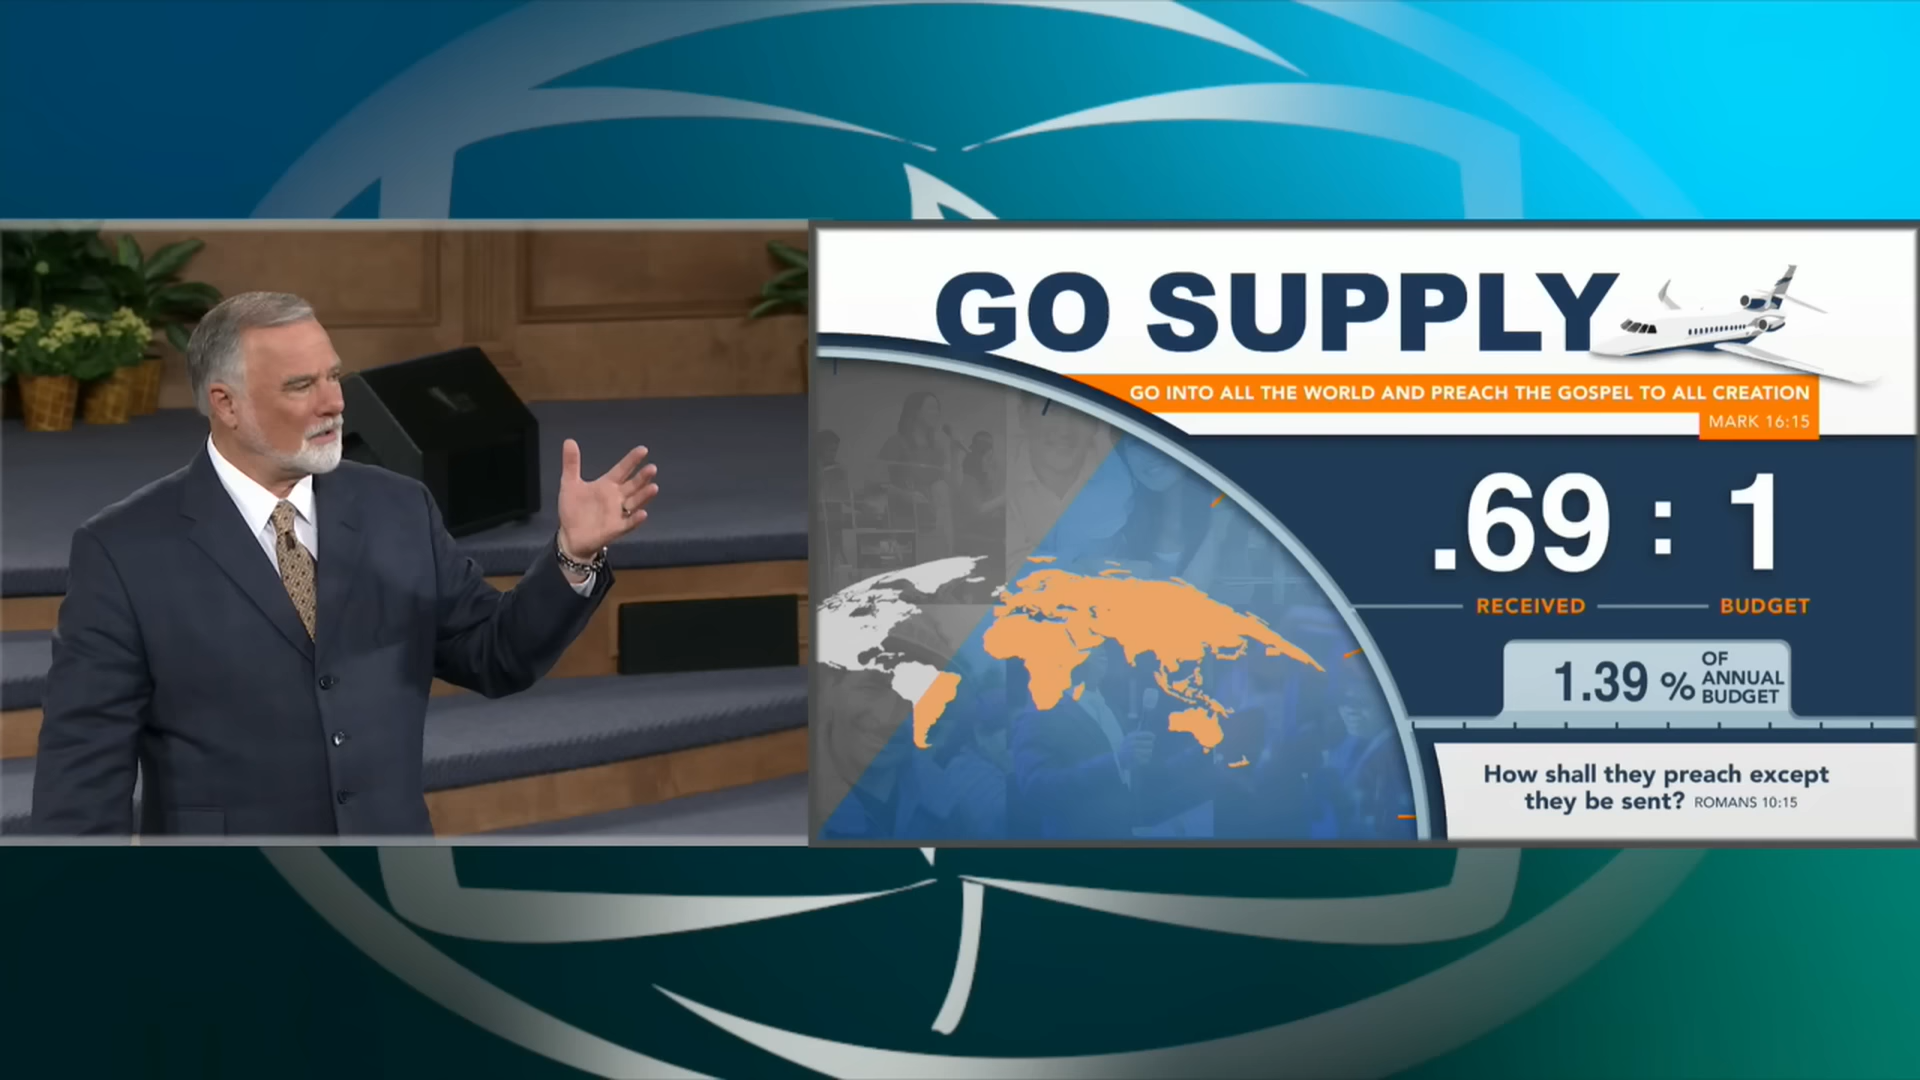 GO SUPPLY
GO INTO ALL THE WORLD AND PREACH THE GOSPEL TO ALL CREATION
MARK 16:15
.69 : 1
RECEIVED BUDGET
1.39 % OF
ANNUAL
BUDGET
How shall they preach except
they be sent? ROMANS 10:15